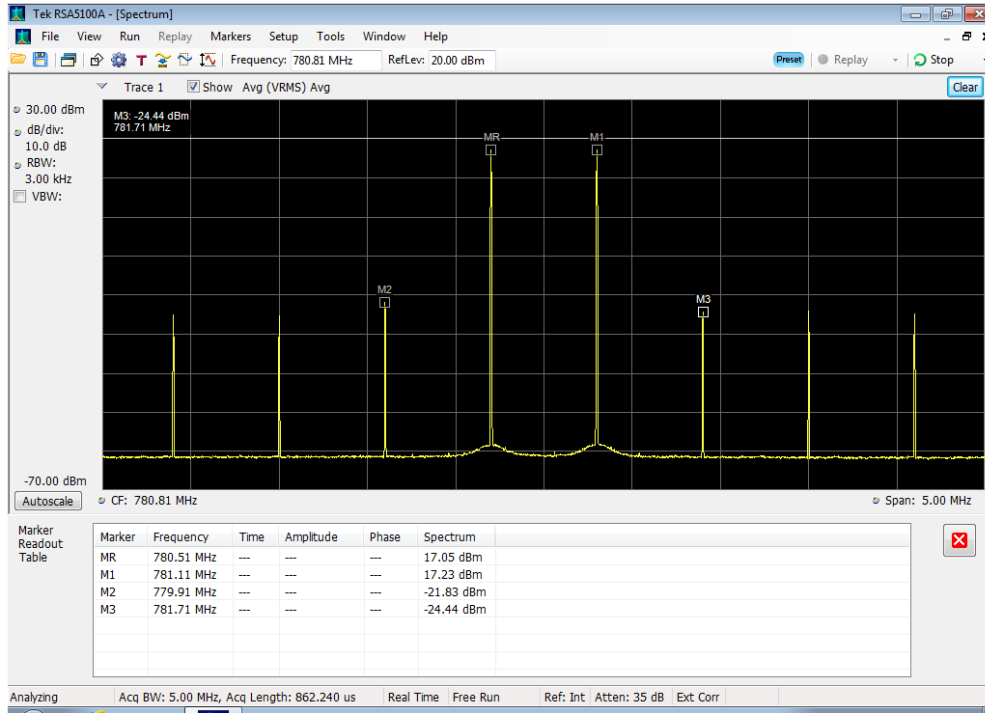 Tek RSA5100A - [Spectrum]
File View Run Replay Markers Setup Tools Window Help
T Frequency: 780.81 MHz RefLev: 20.00 dBm Preset Replay Stop
Trace 1 Show Avg (VRMS) Avg Clear
30.00 dBm
dB/div:
10.0 dB
RBW:
3.00 kHz
VBW:
M3: -24.44 dBm
781.71 MHz
MR M1
M2 M3
-70.00 dBm
Autoscale CF: 780.81 MHz Span: 5.00 MHz
Marker
Readout
Table
Marker Frequency Time Amplitude Phase Spectrum
MR 780.51 MHz --- --- --- 17.05 dBm
M1 781.11 MHz --- --- --- 17.23 dBm
M2 779.91 MHz --- --- --- -21.83 dBm
M3 781.71 MHz --- --- --- -24.44 dBm
Analyzing Acq BW: 5.00 MHz, Acq Length: 862.240 us Real Time Free Run Ref: Int Atten: 35 dB Ext Corr